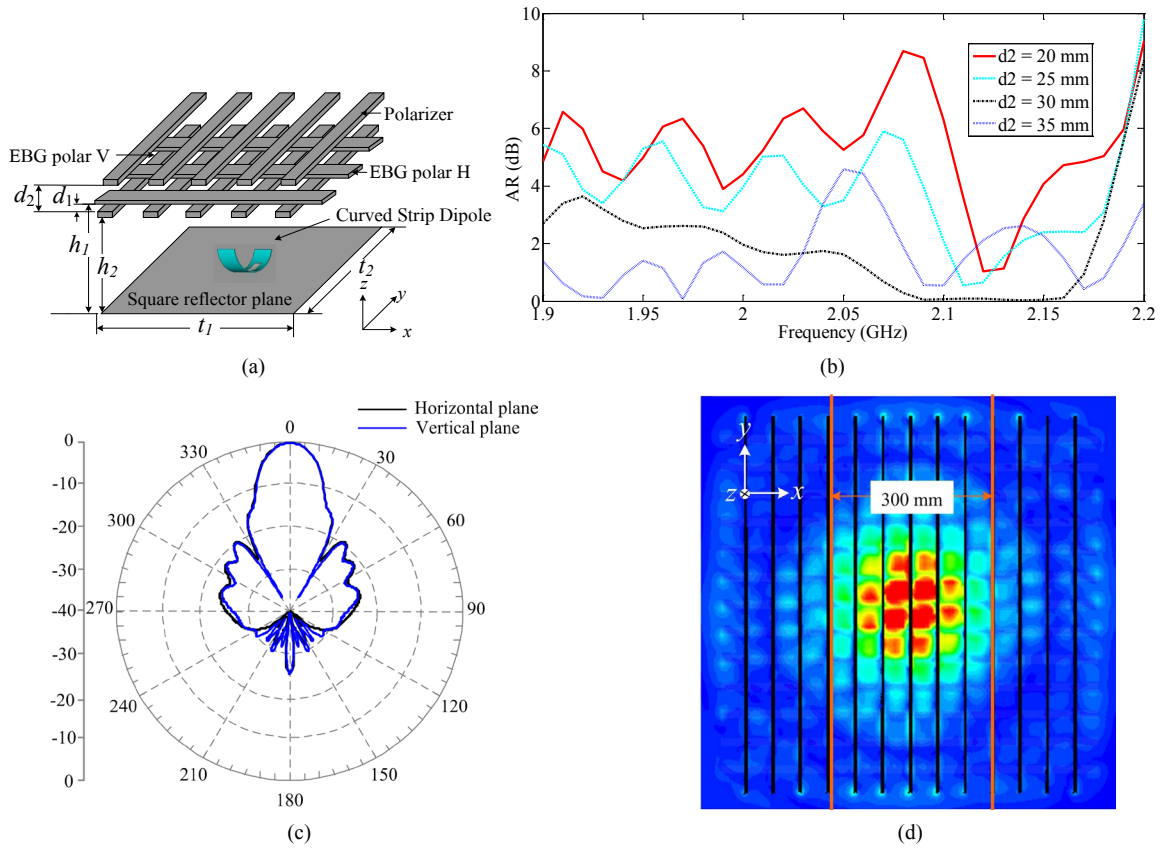 Polarizer
EBG polar V
EBG polar H
d2
d1
Curved Strip Dipole
h1
h2
t2
Square reflector plane
z
y
t1
x
(a)
10
8
6
4
2
0
AR (dB)
d2 = 20 mm
d2 = 25 mm
d2 = 30 mm
d2 = 35 mm
1.9 1.95 2 2.05 2.1 2.15 2.2
Frequency (GHz)
(b)
Horizontal plane
Vertical plane
0
330 30
300 60
270 90
240 120
210 150
180
0
-10
-20
-30
-40
-30
-20
-10
0
(c)
y
z x
300 mm
(d)